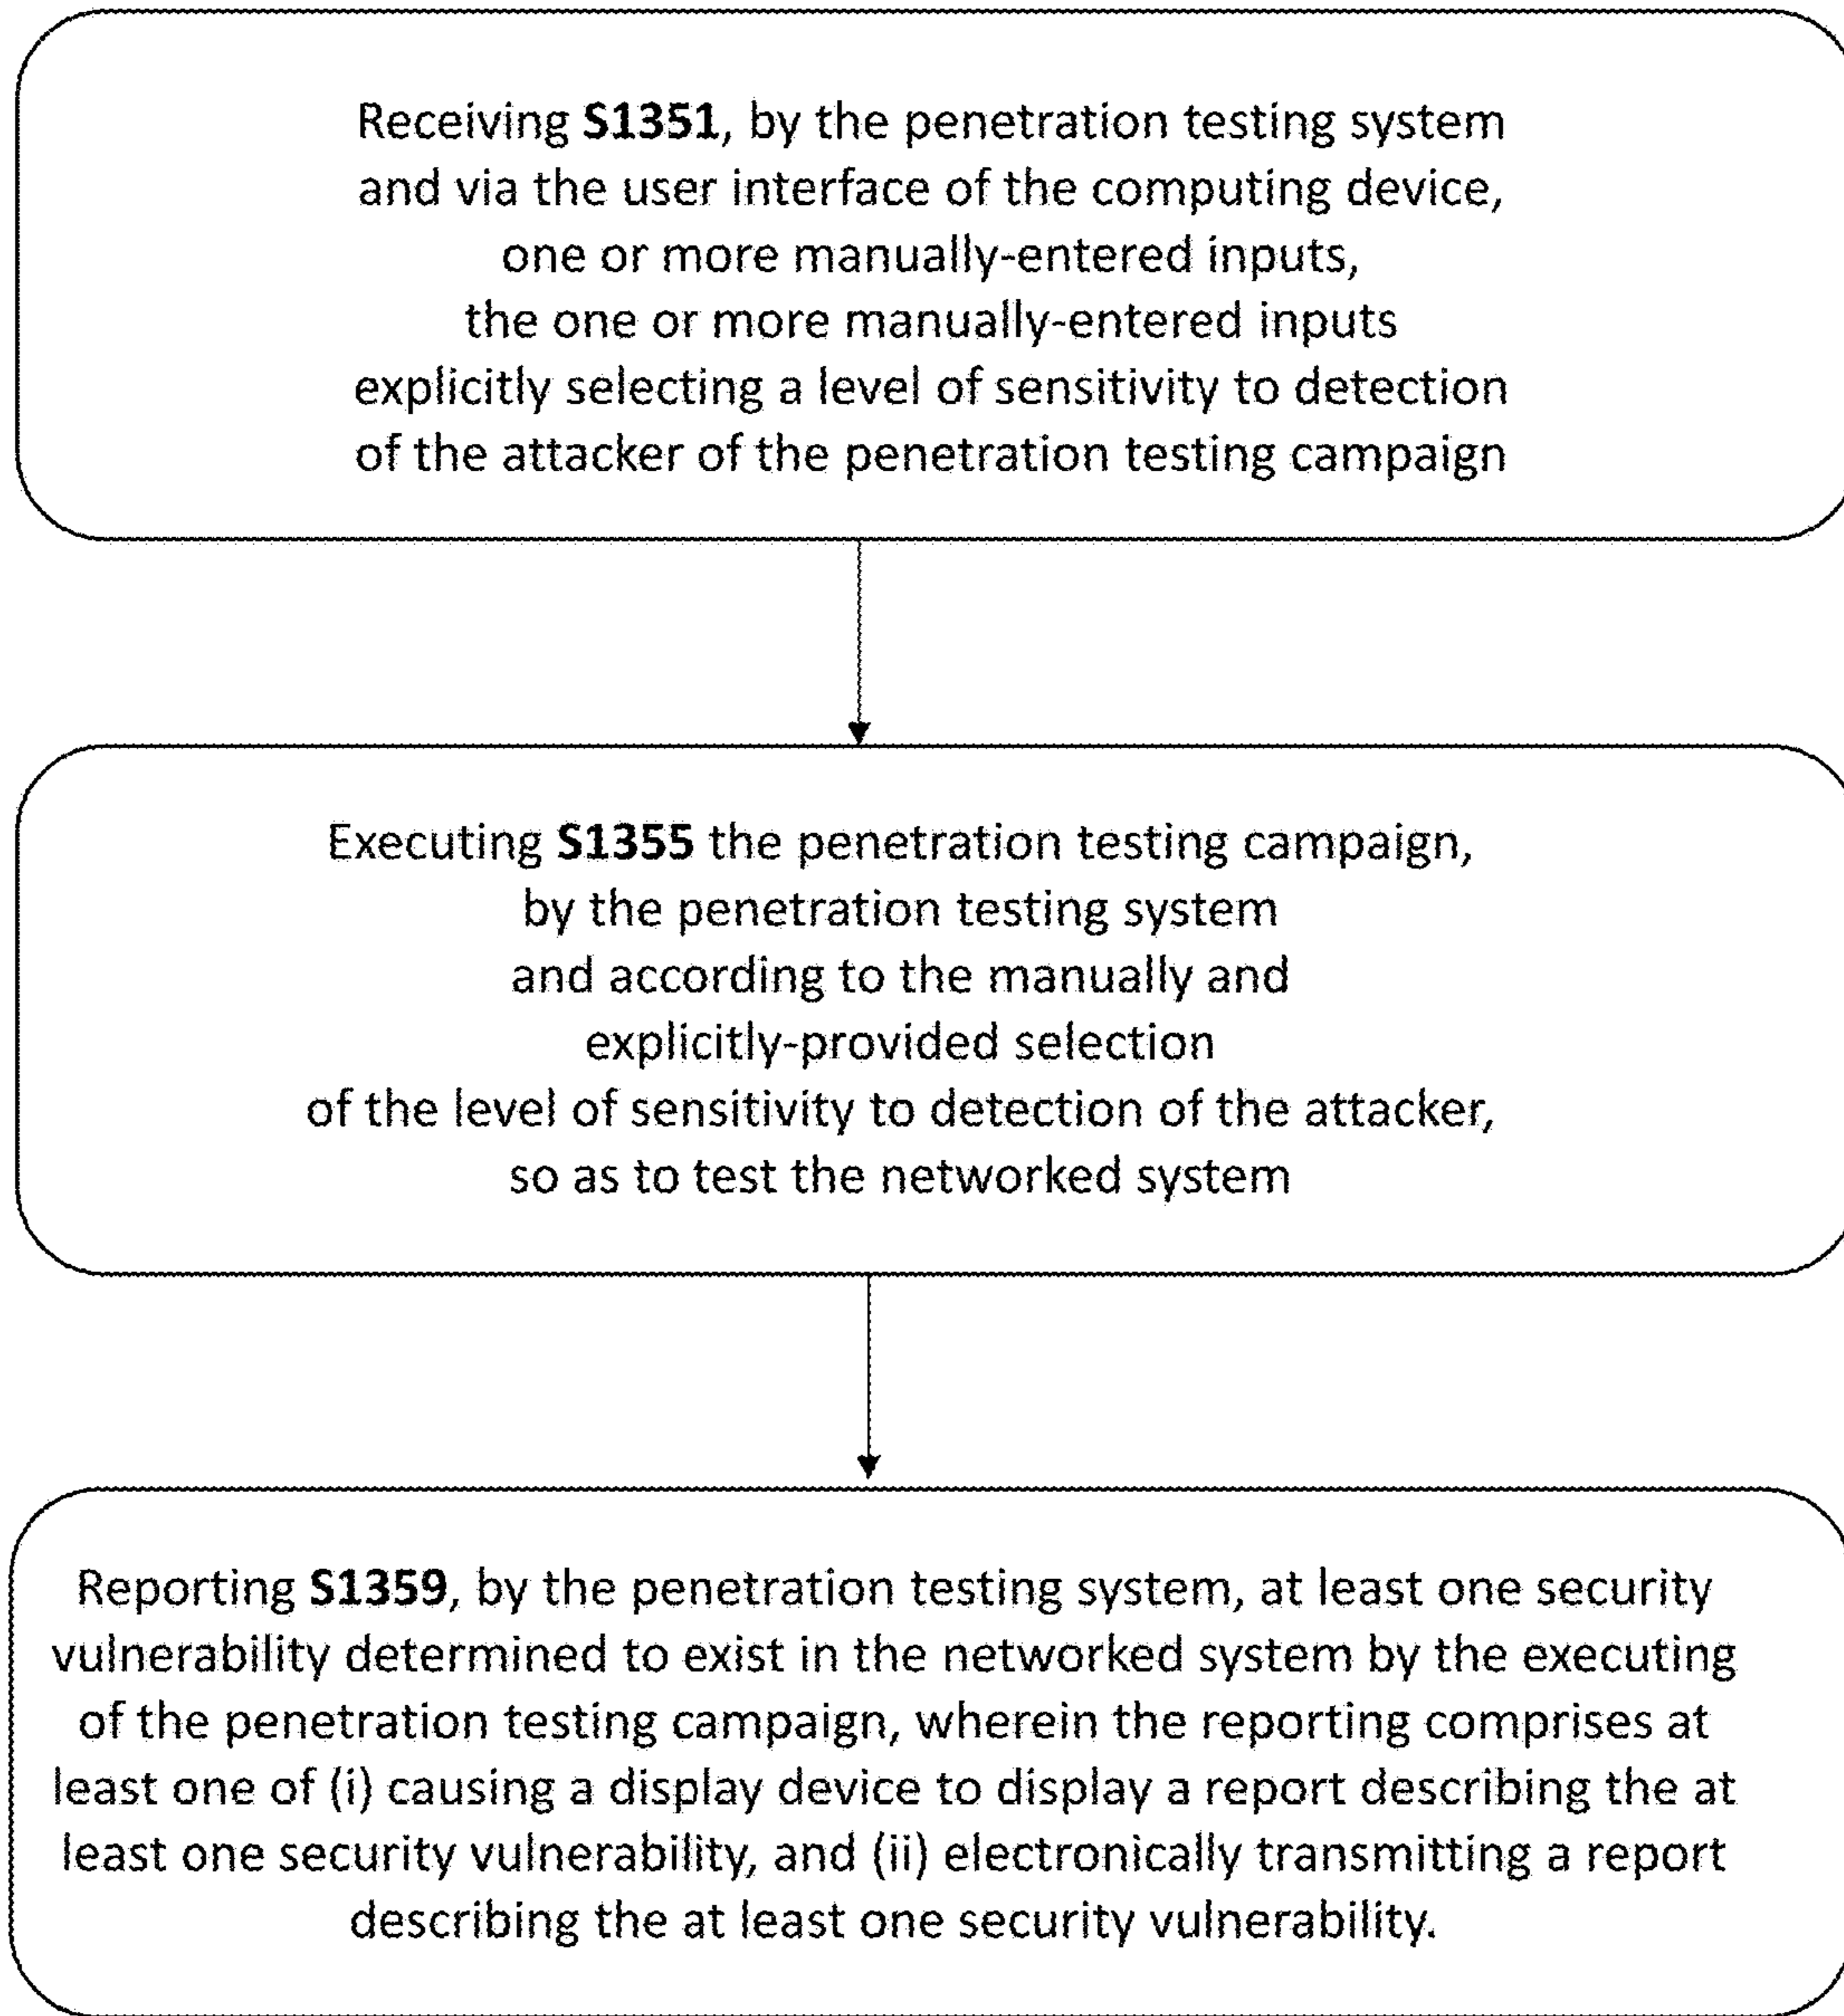 Receiving S1351, by the penetration testing system
and via the user interface of the computing device,
one or more manually-entered inputs,
the one or more manually-entered inputs
explicitly selecting a level of sensitivity to detection
of the attacker of the penetration testing campaign
Executing S1355 the penetration testing campaign,
by the penetration testing system
and according to the manually and
explicitly-provided selection
of the level of sensitivity to detection of the attacker,
so as to test the networked system
Reporting S1359, by the penetration testing system, at least one security
vulnerability determined to exist in the networked system by the executing
of the penetration testing campaign, wherein the reporting comprises at
least one of (i) causing a display device to display a report describing the at
least one security vulnerability, and (ii) electronically transmitting a report
describing the at least one security vulnerability.